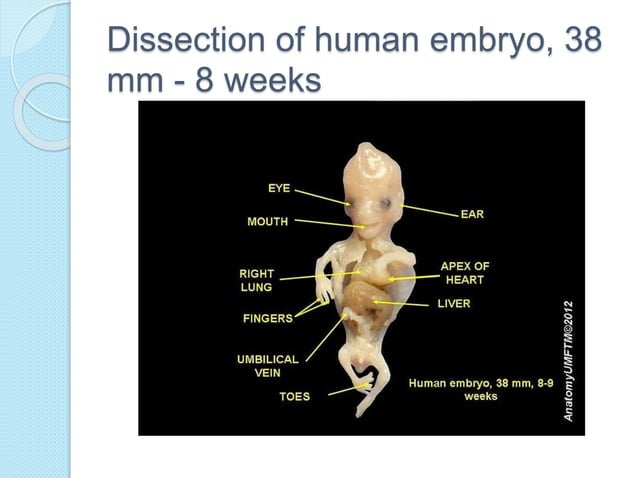 Dissection of human embryo, 38
mm - 8 weeks
EYE
EAR
MOUTH
APEX OF
HEART
RIGHT
LUNG
LIVER
FINGERS
UMBILICAL
VEIN
TOES
Human embryo, 38 mm, 8-9
weeks
AnatomyUMFTM©2012